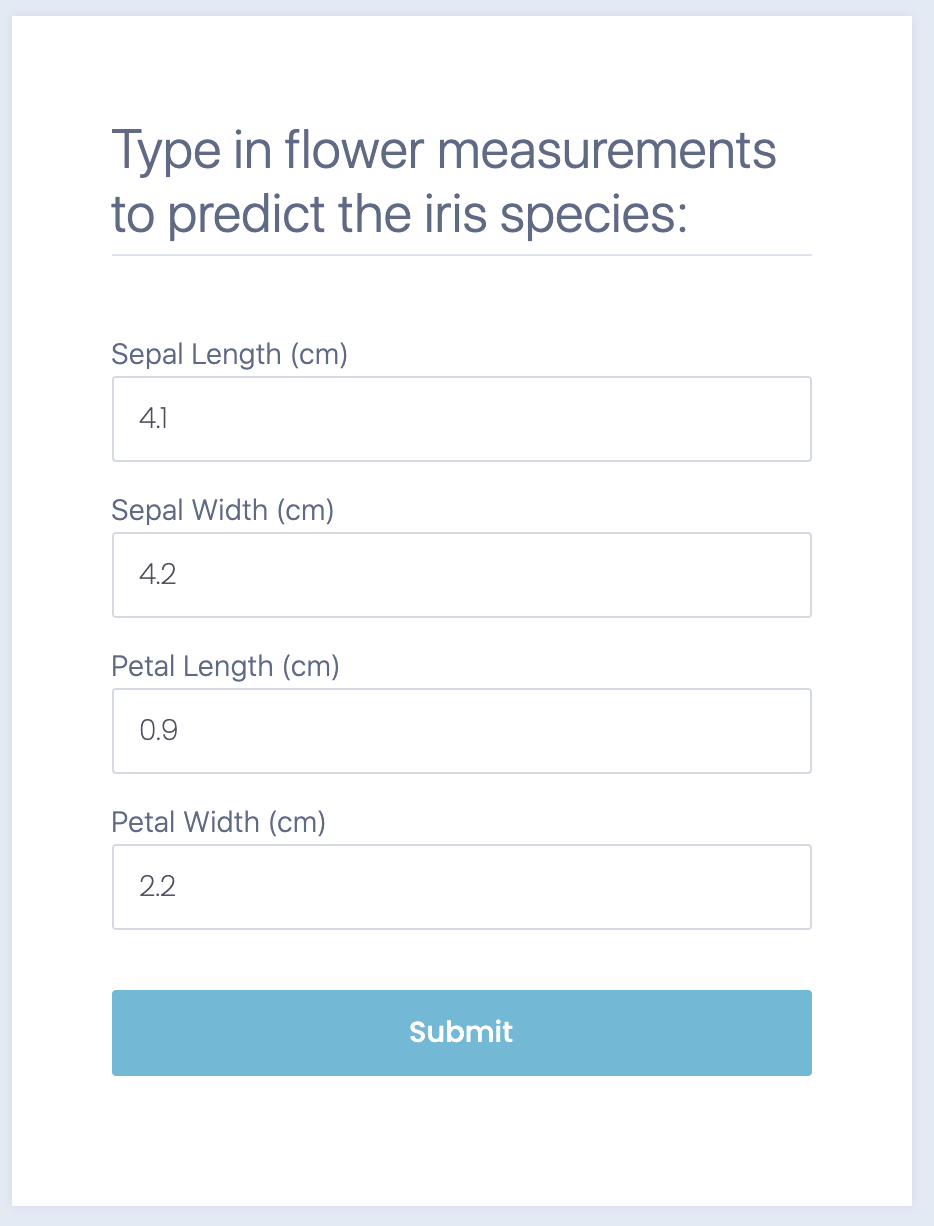 Type in flower measurements
to predict the iris species:
Sepal Length (cm)
4.1
Sepal Width (cm)
4.2
Petal Length (cm)
0.9
Petal Width (cm)
2.2
Submit